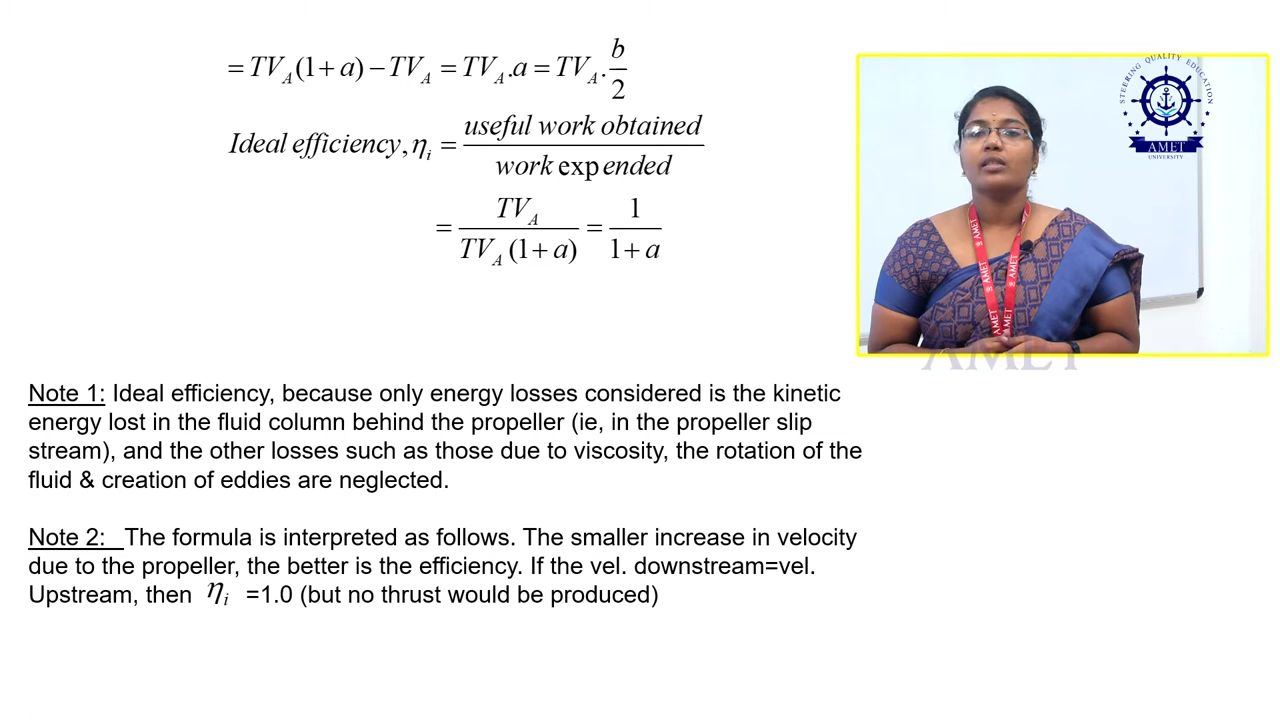 = TV_A(1+a) − TV_A = TV_A.a = TV_A. b/2
Ideal efficiency, η_i = useful work obtained / work expended
= TV_A / TV_A (1+a) = 1 / 1+a
STEERING QUALITY EDUCATION
AMET
UNIVERSITY
AMET
AMET
AMET
AMET
AMET
Note 1: Ideal efficiency, because only energy losses considered is the kinetic
energy lost in the fluid column behind the propeller (ie, in the propeller slip
stream), and the other losses such as those due to viscosity, the rotation of the
fluid & creation of eddies are neglected.
Note 2: The formula is interpreted as follows. The smaller increase in velocity
due to the propeller, the better is the efficiency. If the vel. downstream=vel.
Upstream, then η_i =1.0 (but no thrust would be produced)